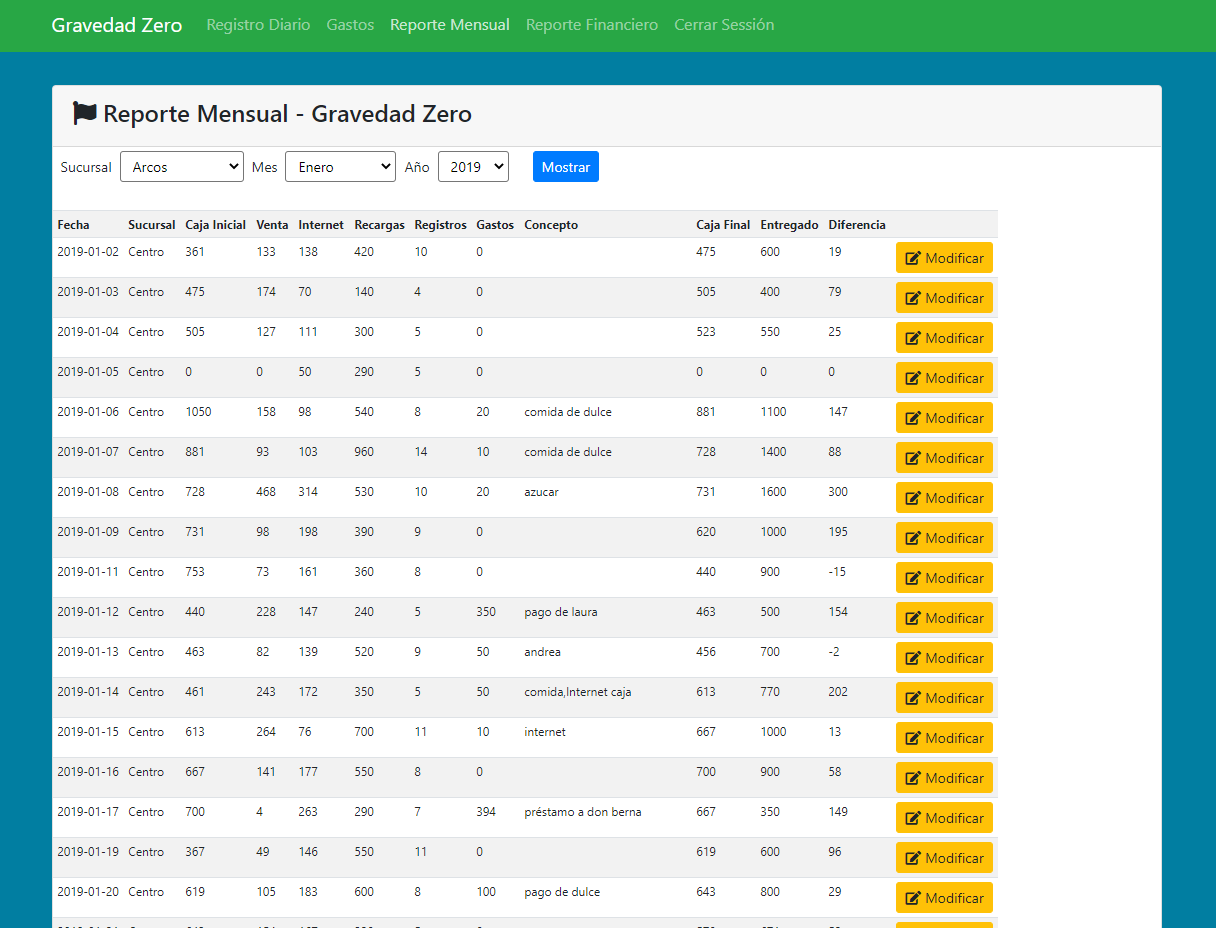 Gravedad Zero Registro Diario Gastos Reporte Mensual Reporte Financiero Cerrar Sessión
Reporte Mensual - Gravedad Zero
Sucursal Arcos Mes Enero Año 2019 Mostrar
Fecha Sucursal Caja Inicial Venta Internet Recargas Registros Gastos Concepto Caja Final Entregado Diferencia
2019-01-02 Centro 361 133 138 420 10 0 475 600 19 Modificar
2019-01-03 Centro 475 174 70 140 4 0 505 400 79 Modificar
2019-01-04 Centro 505 127 111 300 5 0 523 550 25 Modificar
2019-01-05 Centro 0 0 50 290 5 0 0 0 0 Modificar
2019-01-06 Centro 1050 158 98 540 8 20 comida de dulce 881 1100 147 Modificar
2019-01-07 Centro 881 93 103 960 14 10 comida de dulce 728 1400 88 Modificar
2019-01-08 Centro 728 468 314 530 10 20 azucar 731 1600 300 Modificar
2019-01-09 Centro 731 98 198 390 9 0 620 1000 195 Modificar
2019-01-11 Centro 753 73 161 360 8 0 440 900 -15 Modificar
2019-01-12 Centro 440 228 147 240 5 350 pago de laura 463 500 154 Modificar
2019-01-13 Centro 463 82 139 520 9 50 andrea 456 700 -2 Modificar
2019-01-14 Centro 461 243 172 350 5 50 comida,Internet caja 613 770 202 Modificar
2019-01-15 Centro 613 264 76 700 11 10 internet 667 1000 13 Modificar
2019-01-16 Centro 667 141 177 550 8 0 700 900 58 Modificar
2019-01-17 Centro 700 4 263 290 7 394 préstamo a don berna 667 350 149 Modificar
2019-01-19 Centro 367 49 146 550 11 0 619 600 96 Modificar
2019-01-20 Centro 619 105 183 600 8 100 pago de dulce 643 800 29 Modificar